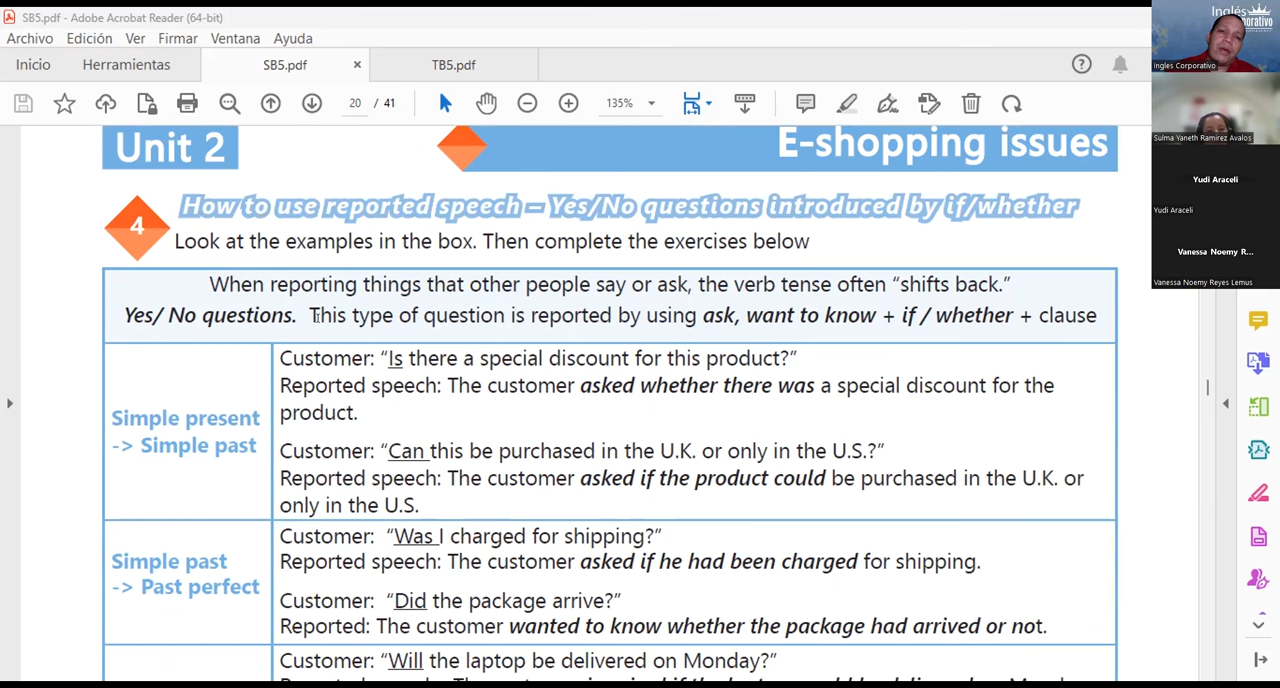 SB5.pdf - Adobe Acrobat Reader (64-bit)
Archivo Edición Ver Firmar Ventana Ayuda
Inicio Herramientas SB5.pdf × TB5.pdf
20 / 41 135%
Unit 2 E-shopping issues
4 How to use reported speech – Yes/No questions introduced by if/whether
Look at the examples in the box. Then complete the exercises below
When reporting things that other people say or ask, the verb tense often “shifts back.”
Yes/ No questions. This type of question is reported by using ask, want to know + if / whether + clause
Simple present
-> Simple past
Customer: “Is there a special discount for this product?”
Reported speech: The customer asked whether there was a special discount for the
product.
Customer: “Can this be purchased in the U.K. or only in the U.S.?”
Reported speech: The customer asked if the product could be purchased in the U.K. or
only in the U.S.
Simple past
-> Past perfect
Customer: “Was I charged for shipping?”
Reported speech: The customer asked if he had been charged for shipping.
Customer: “Did the package arrive?”
Reported: The customer wanted to know whether the package had arrived or not.
Customer: “Will the laptop be delivered on Monday?”
Inglés
Ingles Corporativo
Sulma Yaneth Ramirez Avalos
Yudi Araceli
Yudi Araceli
Vanessa Noemy R...
Vanessa Noemy Reyes Lemus